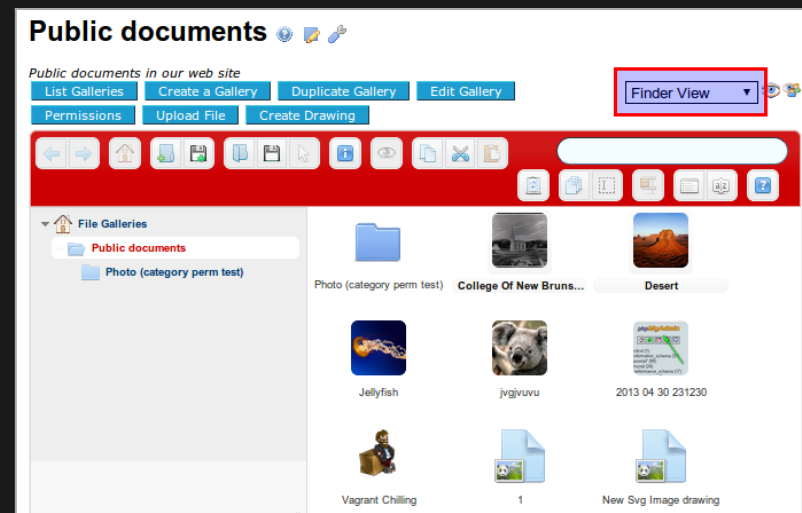 Public documents
Public documents in our web site
List Galleries Create a Gallery Duplicate Gallery Edit Gallery
Finder View
Permissions Upload File Create Drawing
File Galleries
Public documents
Photo (category perm test)
Photo (category perm test) College Of New Bruns... Desert
phpMyAdmin
Jellyfish jvgjvuvu 2013 04 30 231230
Vagrant Chilling 1 New Svg Image drawing